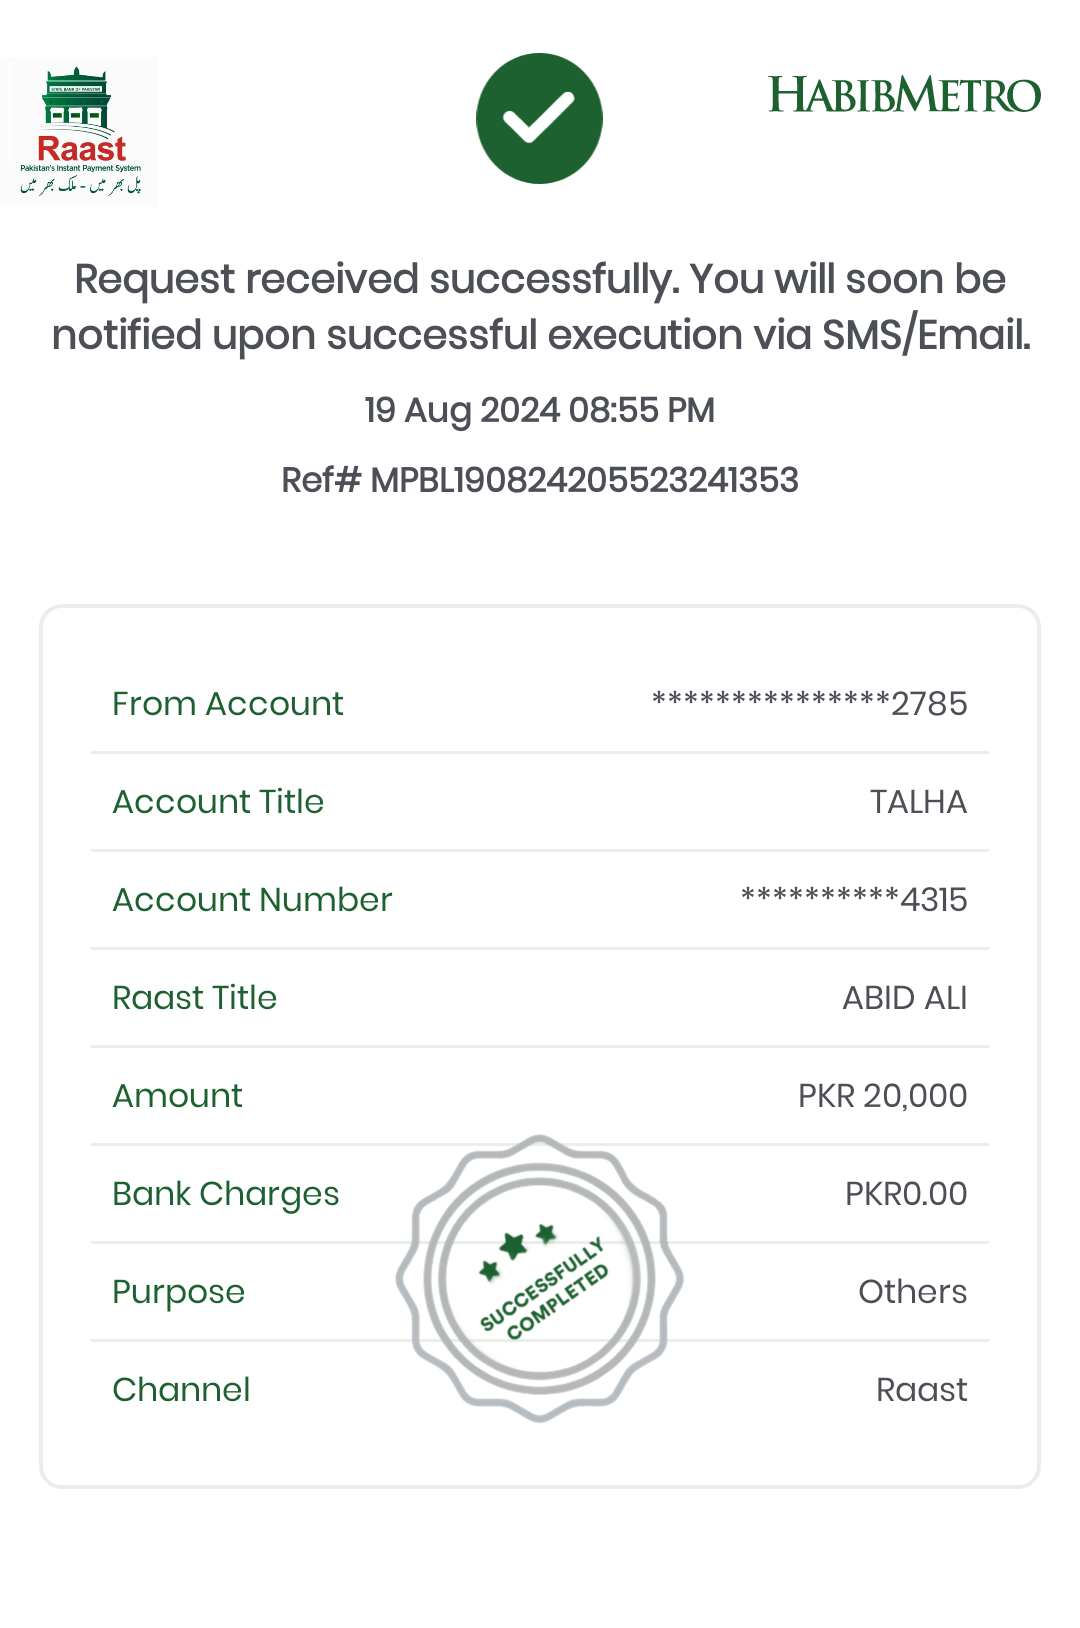 STATE BANK OF PAKISTAN
Raast
Pakistan's Instant Payment System
پل بھر میں - ملک بھر میں
HABIBMETRO
Request received successfully. You will soon be
notified upon successful execution via SMS/Email.
19 Aug 2024 08:55 PM
Ref# MPBL190824205523241353
From Account ***************2785
Account Title TALHA
Account Number **********4315
Raast Title ABID ALI
Amount PKR 20,000
Bank Charges PKR0.00
Purpose Others
Channel Raast
SUCCESSFULLY
COMPLETED